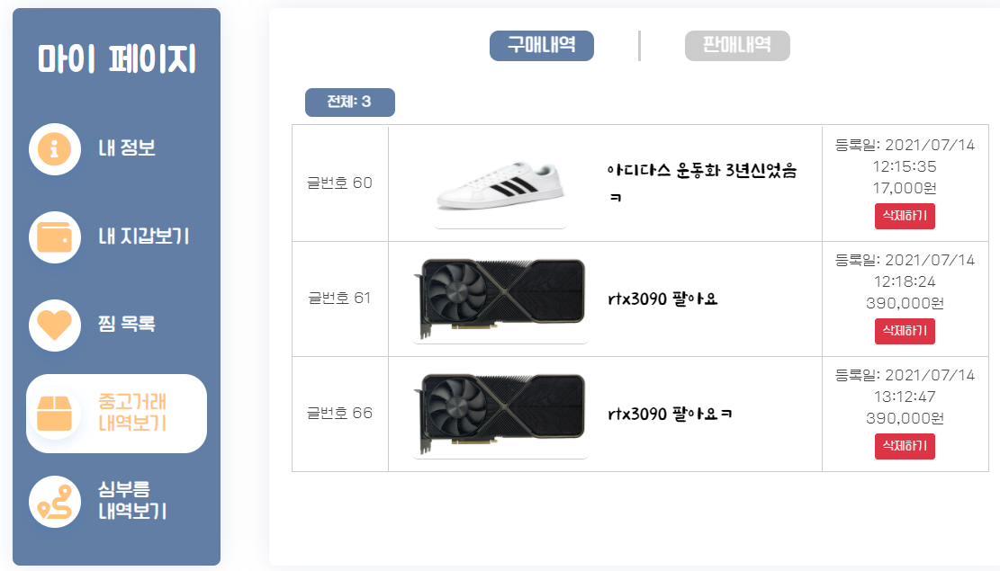 마이 페이지
내 정보
내 지갑보기
찜 목록
중고거래
내역보기
심부름
내역보기
구매내역
판매내역
전체: 3
글번호 60
아디다스 운동화 3년신었음
ㅋ
등록일: 2021/07/14
12:15:35
17,000원
삭제하기
글번호 61
rtx3090 팔아요
등록일: 2021/07/14
12:18:24
390,000원
삭제하기
글번호 66
rtx3090 팔아요ㅋ
등록일: 2021/07/14
13:12:47
390,000원
삭제하기